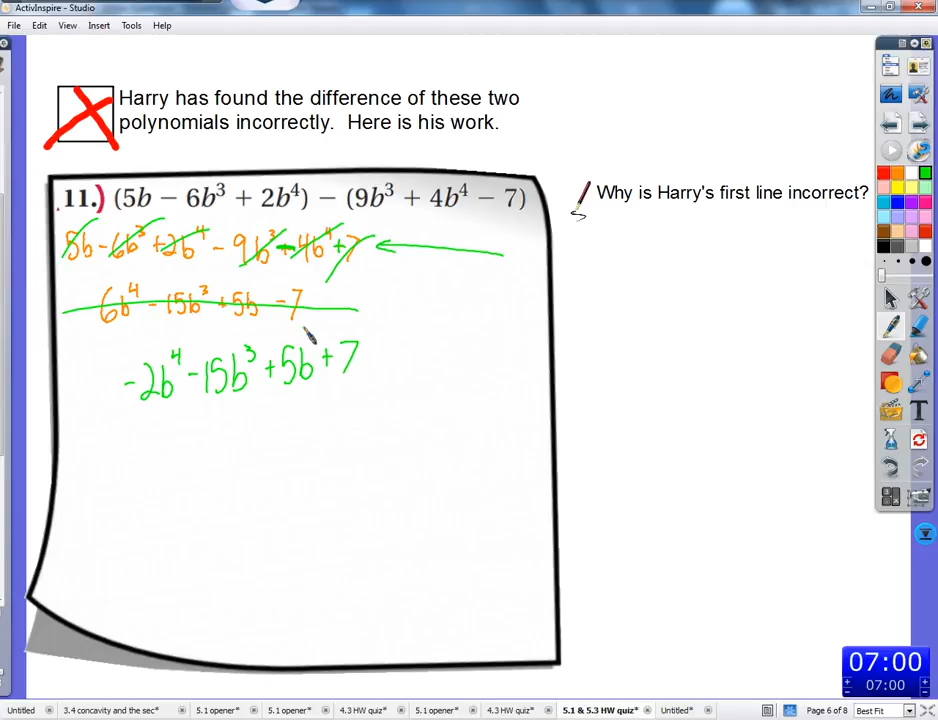 ActivInspire - Studio
File Edit View Insert Tools Help
Harry has found the difference of these two
polynomials incorrectly. Here is his work.
11.) (5b − 6b³ + 2b⁴) − (9b³ + 4b⁴ − 7)
Why is Harry's first line incorrect?
5b - 6b³ + 2b⁴ - 9b³ - 4b⁴ + 7
6b⁴ - 15b³ + 5b - 7
-2b⁴ - 15b³ + 5b + 7
07:00
07:00
Untitled 3.4 concavity and the sec* 5.1 opener* 5.1 opener* 4.3 HW quiz* 5.1 opener* 4.3 HW quiz* 5.1 & 5.3 HW quiz* Untitled* Page 6 of 8 Best Fit